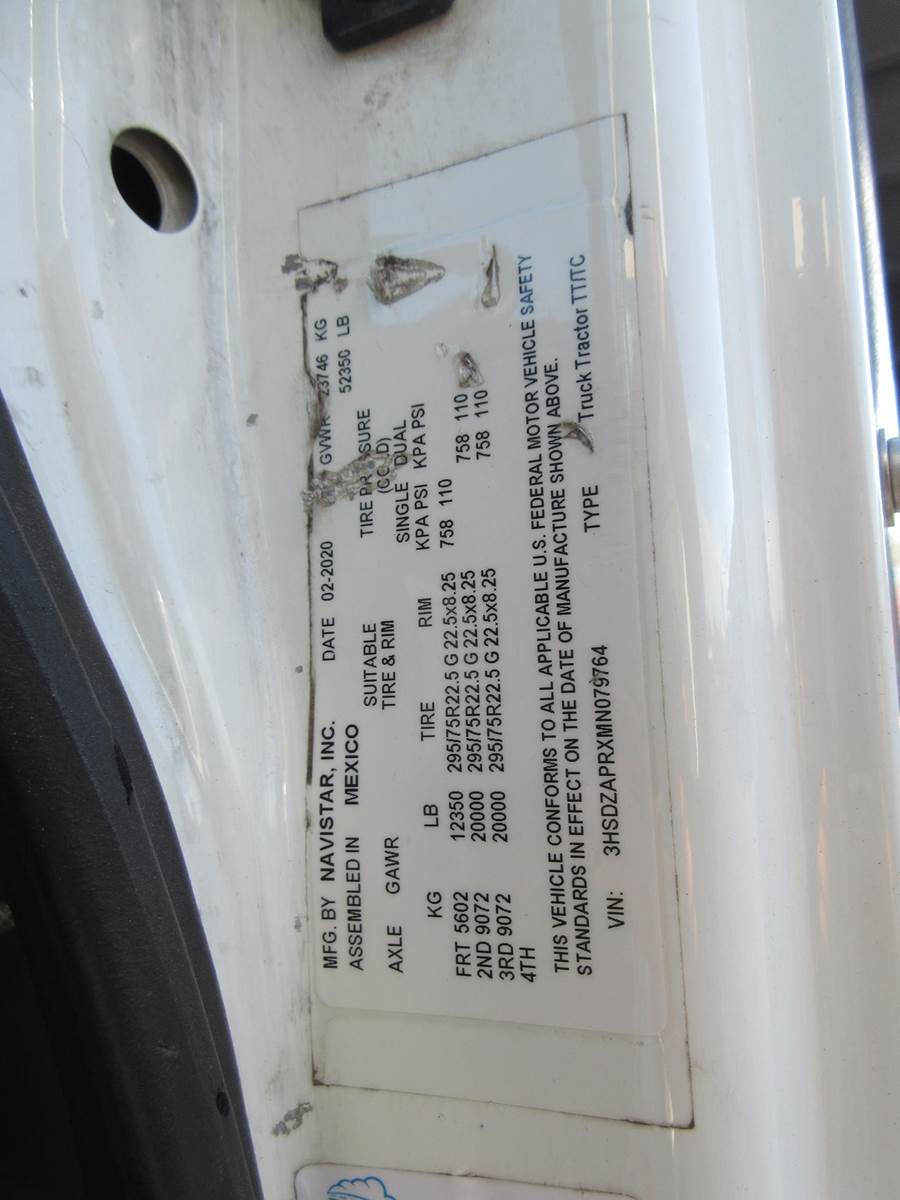 MFG. BY NAVISTAR, INC. DATE 02-2020 GVWR 23746 KG
ASSEMBLED IN MEXICO 52350 LB
SUITABLE TIRE PRESSURE
TIRE & RIM (COLD)
AXLE GAWR SINGLE DUAL
KG LB TIRE RIM KPA PSI KPA PSI
FRT 5602 12350 295/75R22.5 G 22.5x8.25 758 110
2ND 9072 20000 295/75R22.5 G 22.5x8.25 758 110
3RD 9072 20000 295/75R22.5 G 22.5x8.25 758 110
4TH
THIS VEHICLE CONFORMS TO ALL APPLICABLE U.S. FEDERAL MOTOR VEHICLE SAFETY
STANDARDS IN EFFECT ON THE DATE OF MANUFACTURE SHOWN ABOVE.
VIN: 3HSDZAPRXMN079764 TYPE Truck Tractor TT/TC